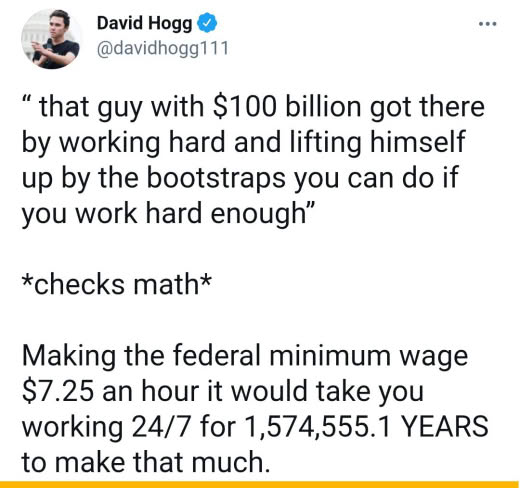 David Hogg
@davidhogg111
“ that guy with $100 billion got there
by working hard and lifting himself
up by the bootstraps you can do if
you work hard enough”
*checks math*
Making the federal minimum wage
$7.25 an hour it would take you
working 24/7 for 1,574,555.1 YEARS
to make that much.